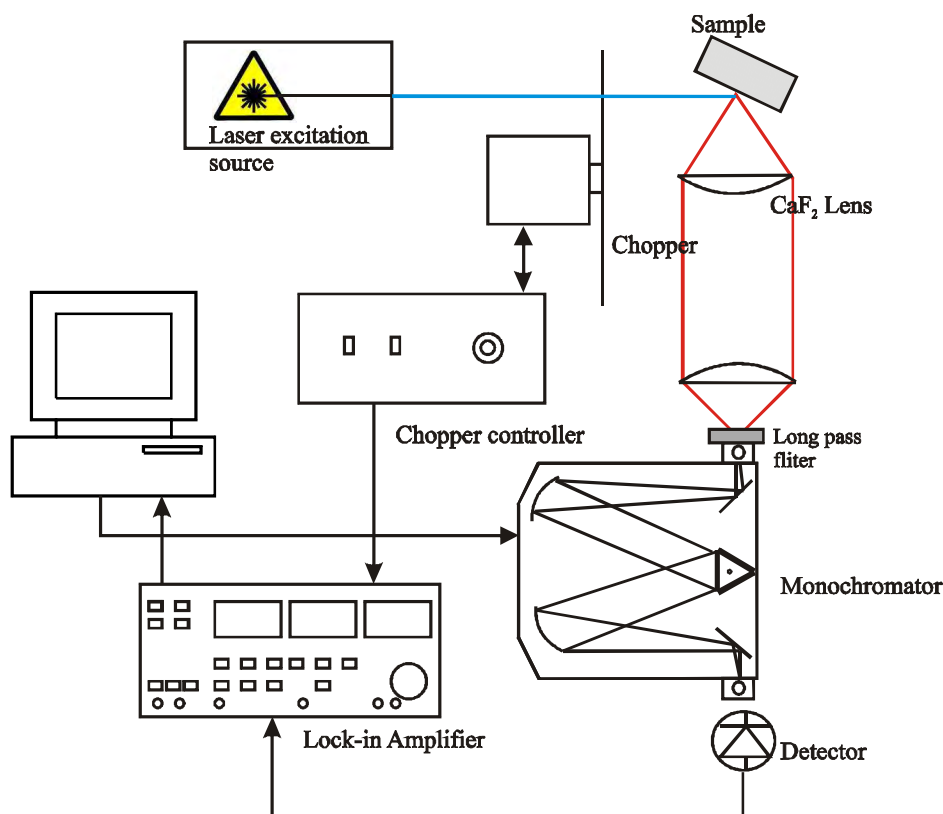 Sample
Laser excitation
source
CaF₂ Lens
Chopper
Chopper controller
Long pass
fliter
Monochromator
Lock-in Amplifier
Detector